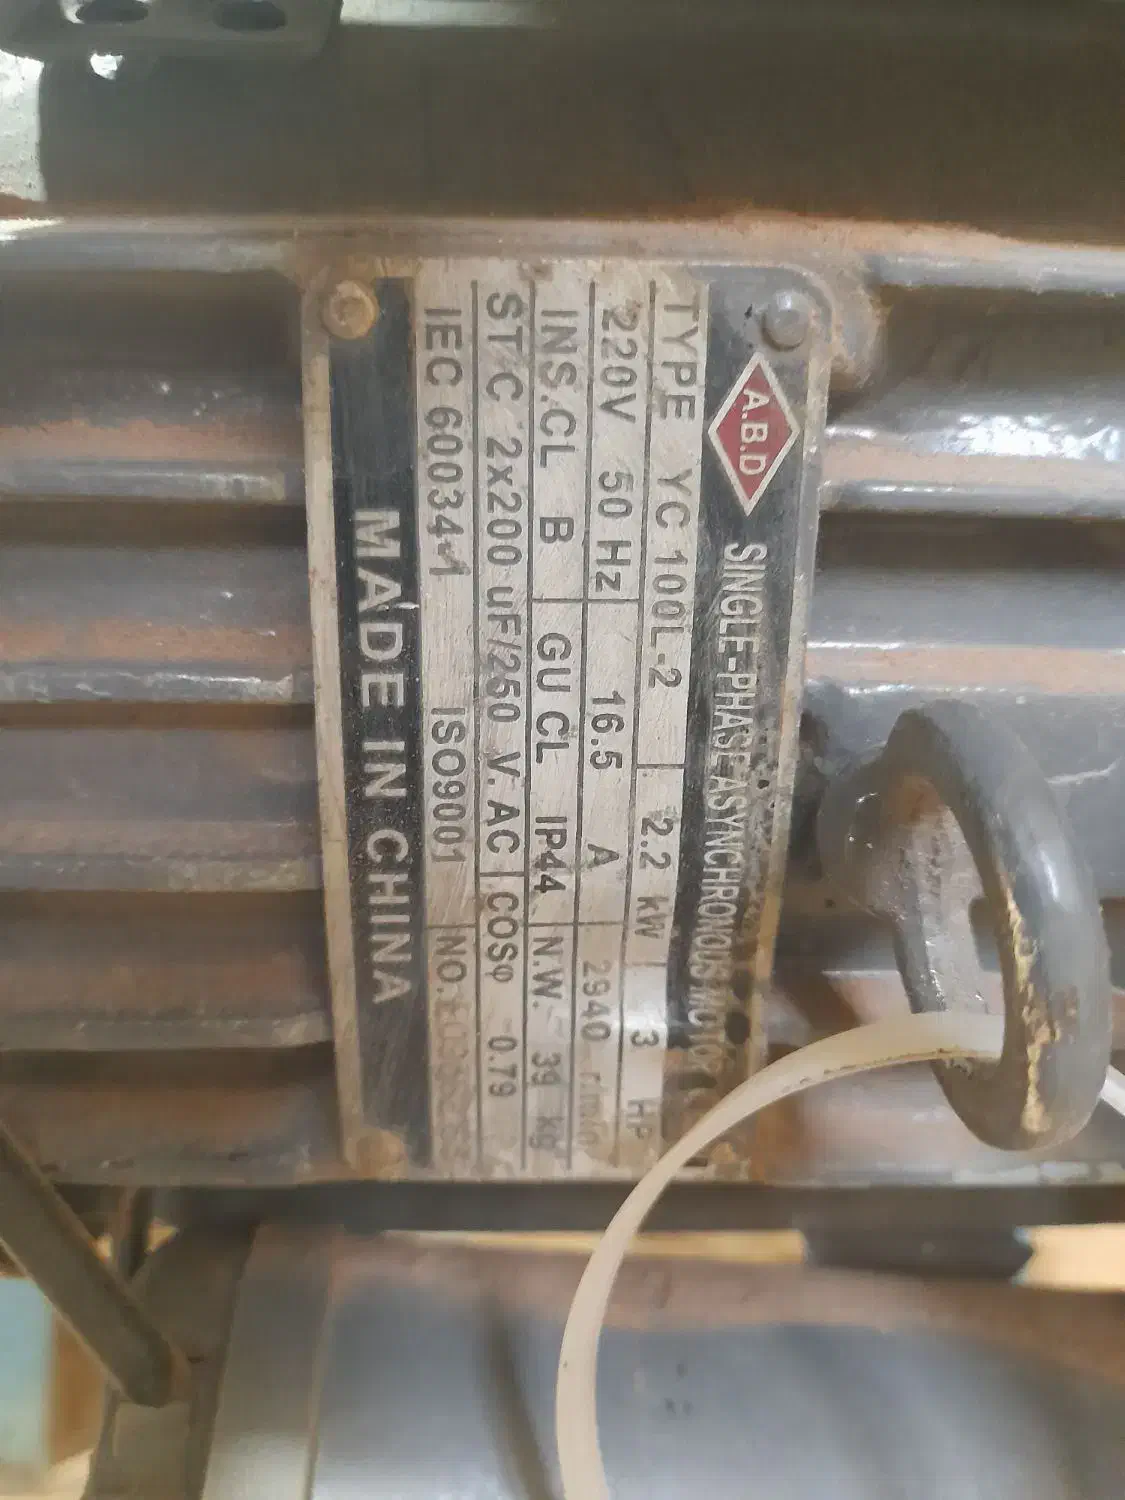 A.B.D SINGLE-PHASE ASYNCHRONOUS MOTOR
TYPE YC 100L-2 2.2 kW 3 HP
220V 50 Hz 16.5 A 2940 r/min
INS.CL B GU CL IP44 N.W. 39 kg
ST C 2x200 uF/250 V.AC COSφ 0.79
IEC 60034-1 ISO9001 NO.
MADE IN CHINA